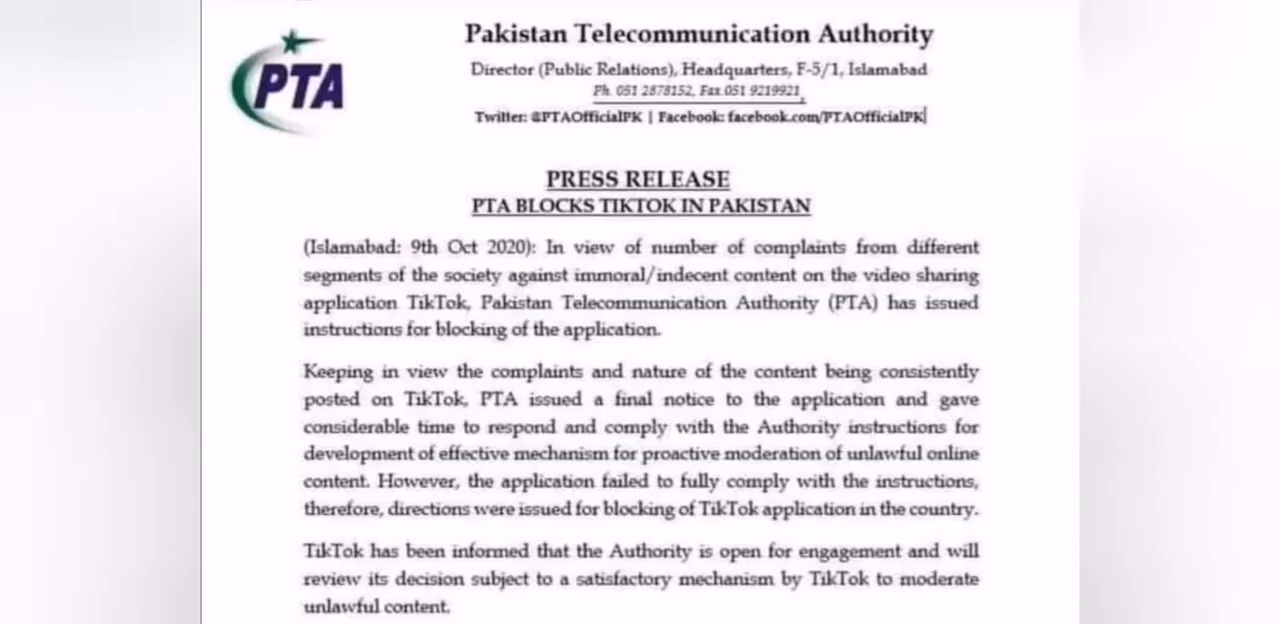 PTA
Pakistan Telecommunication Authority
Director (Public Relations), Headquarters, F-5/1, Islamabad
Ph. 051 2878152, Fax 051 9219921,
Twitter: @PTAOfficialPK | Facebook: facebook.com/PTAOfficialPK
PRESS RELEASE
PTA BLOCKS TIKTOK IN PAKISTAN
(Islamabad: 9th Oct 2020): In view of number of complaints from different
segments of the society against immoral/indecent content on the video sharing
application TikTok, Pakistan Telecommunication Authority (PTA) has issued
instructions for blocking of the application.
Keeping in view the complaints and nature of the content being consistently
posted on TikTok, PTA issued a final notice to the application and gave
considerable time to respond and comply with the Authority instructions for
development of effective mechanism for proactive moderation of unlawful online
content. However, the application failed to fully comply with the instructions,
therefore, directions were issued for blocking of TikTok application in the country.
TikTok has been informed that the Authority is open for engagement and will
review its decision subject to a satisfactory mechanism by TikTok to moderate
unlawful content.